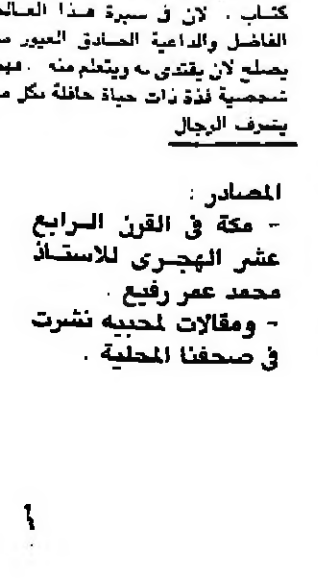 كتاب . لان في سيرة هذا العالم
الفاضل والداعية الصادق الغيور
يصلح لان يقتدى به ويتعلم منه . فهو
شخصية فذة ذات حياة حافلة بكل
يشرف الرجال
المصادر :
- مكة في القرن الرابع
عشر الهجري للاستاذ
محمد عمر رفيع .
- ومقالات لمحبيه نشرت
في صحفنا المحلية .